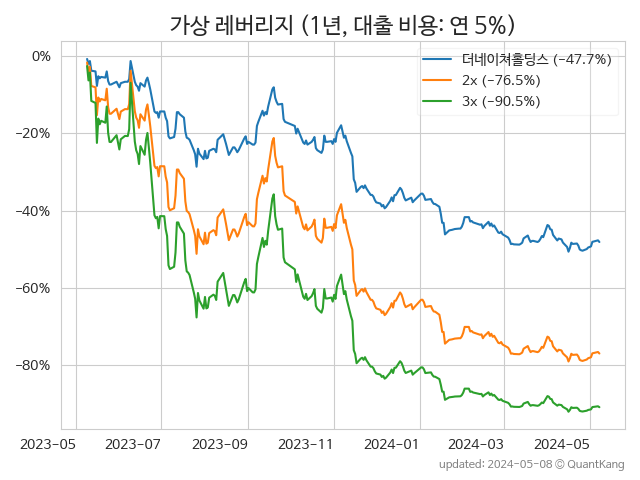 가상 레버리지 (1년, 대출 비용: 연 5%)
더네이쳐홀딩스 (−47.7%)
2x (−76.5%)
3x (−90.5%)
0%
−20%
−40%
−60%
−80%
2023-05 2023-07 2023-09 2023-11 2024-01 2024-03 2024-05
updated: 2024-05-08 © QuantKang